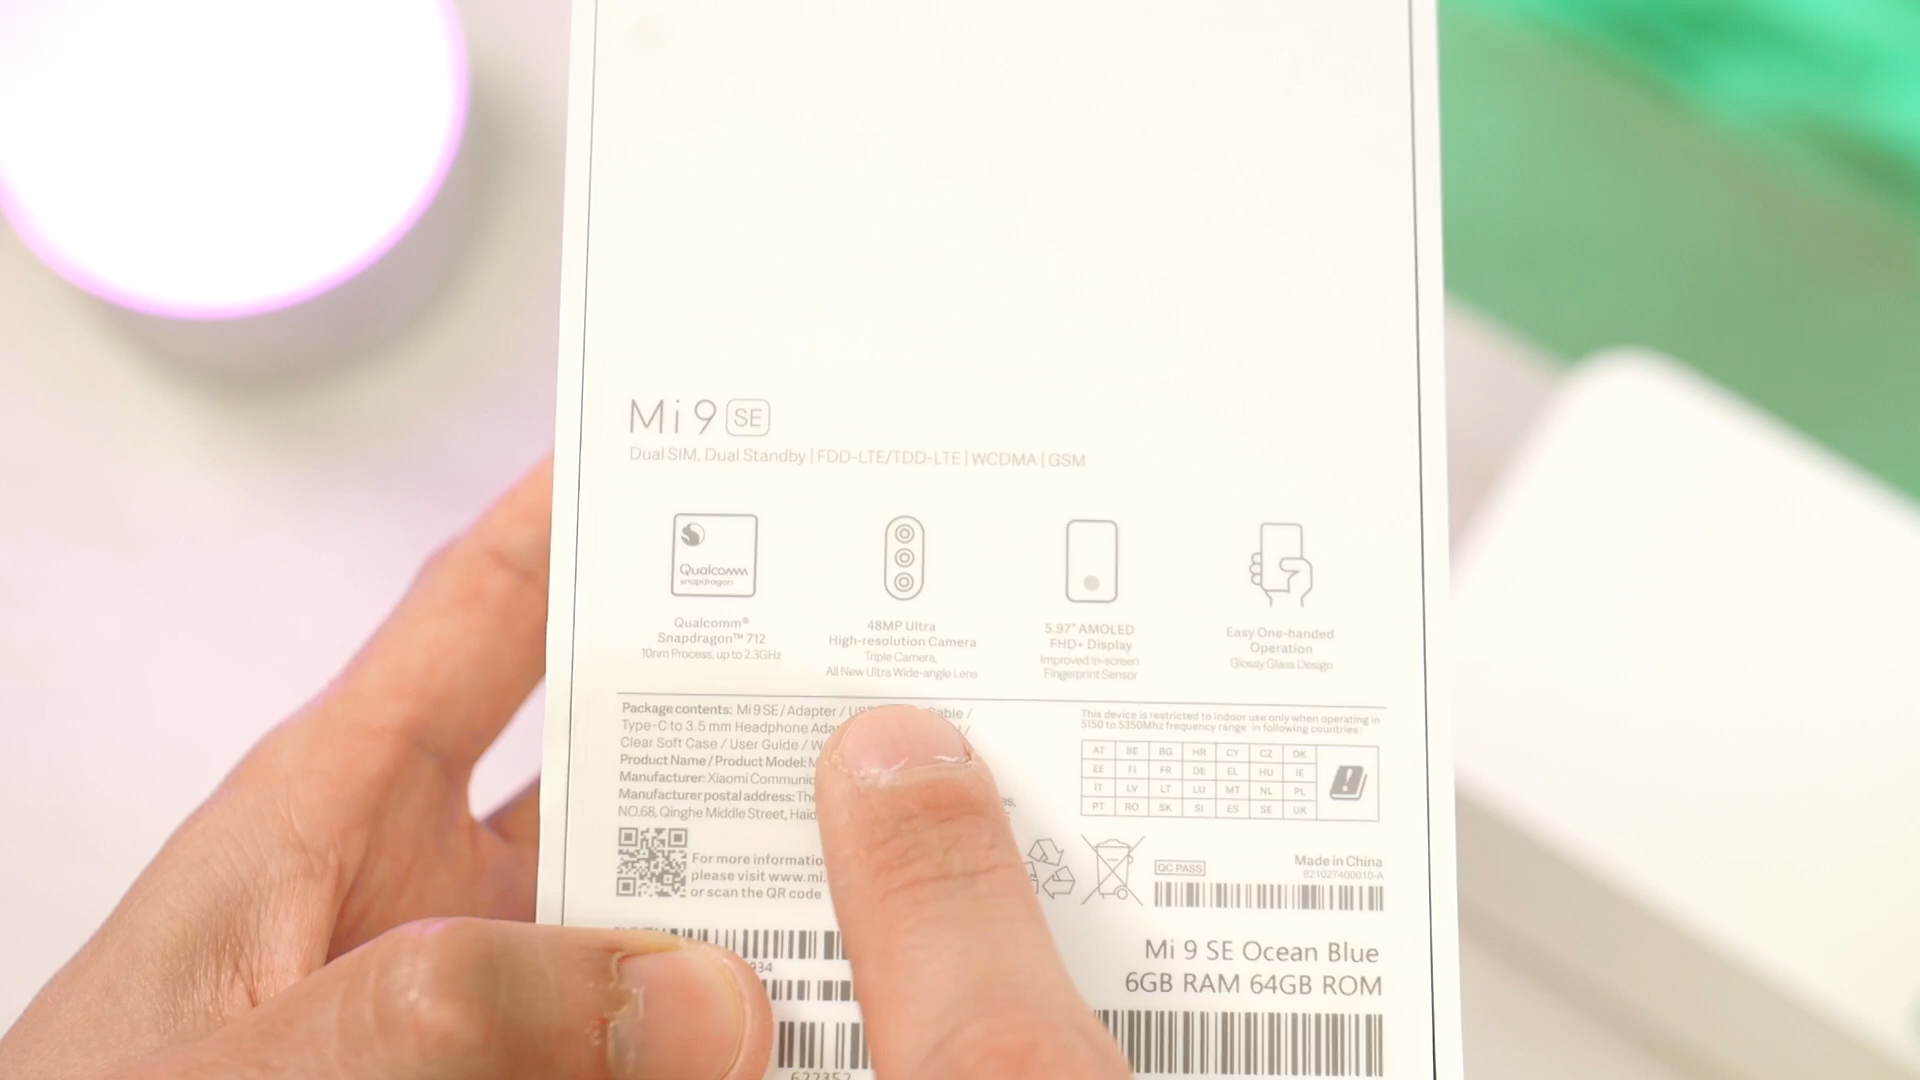 Mi 9 SE
Dual SIM, Dual Standby | FDD-LTE/TDD-LTE | WCDMA | GSM
Qualcomm
snapdragon
Qualcomm®
Snapdragon™ 712
10nm Process, up to 2.3GHz
48MP Ultra
High-resolution Camera
Triple Camera,
All New Ultra Wide-angle Lens
5.97" AMOLED
FHD+ Display
Improved In-screen
Fingerprint Sensor
Easy One-handed
Operation
Glossy Glass Design
Package contents: Mi 9 SE / Adapter /
Type-C to 3.5 mm Headphone
Clear Soft Case / User Guide /
Product Name / Product Model:
Manufacturer: Xiaomi
Manufacturer postal address:
NO.68, Qinghe Middle Street,
For more
please visit www.mi.
or scan the QR code
This device is restricted to indoor use only when operating in
5150 to 5350Mhz frequency range in following countries:
AT BE BG HR CY CZ DK
EE FI FR DE EL HU IE
IT LV LT LU MT NL PL
PT RO SK SI ES SE UK
QC PASS
Made in China
821027400010-A
Mi 9 SE Ocean Blue
6GB RAM 64GB ROM
934
622352